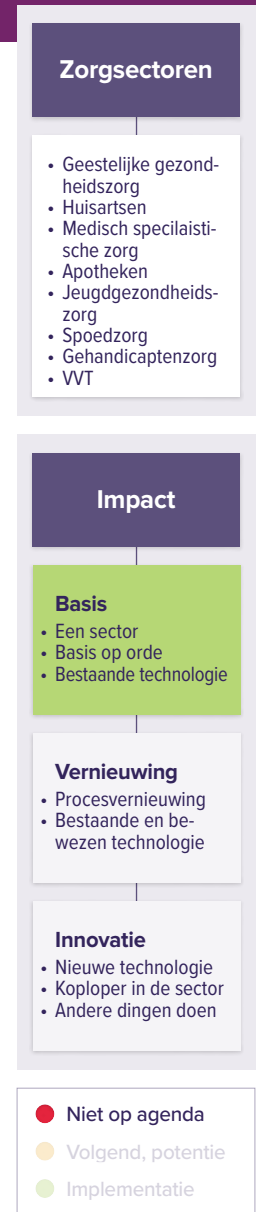 Zorgsectoren
• Geestelijke gezond-
heidszorg
• Huisartsen
• Medisch specilaisti-
sche zorg
• Apotheken
• Jeugdgezondheids-
zorg
• Spoedzorg
• Gehandicaptenzorg
• VVT
Impact
Basis
• Een sector
• Basis op orde
• Bestaande technologie
Vernieuwing
• Procesvernieuwing
• Bestaande en be-
wezen technologie
Innovatie
• Nieuwe technologie
• Koploper in de sector
• Andere dingen doen
Niet op agenda
Volgend, potentie
Implementatie